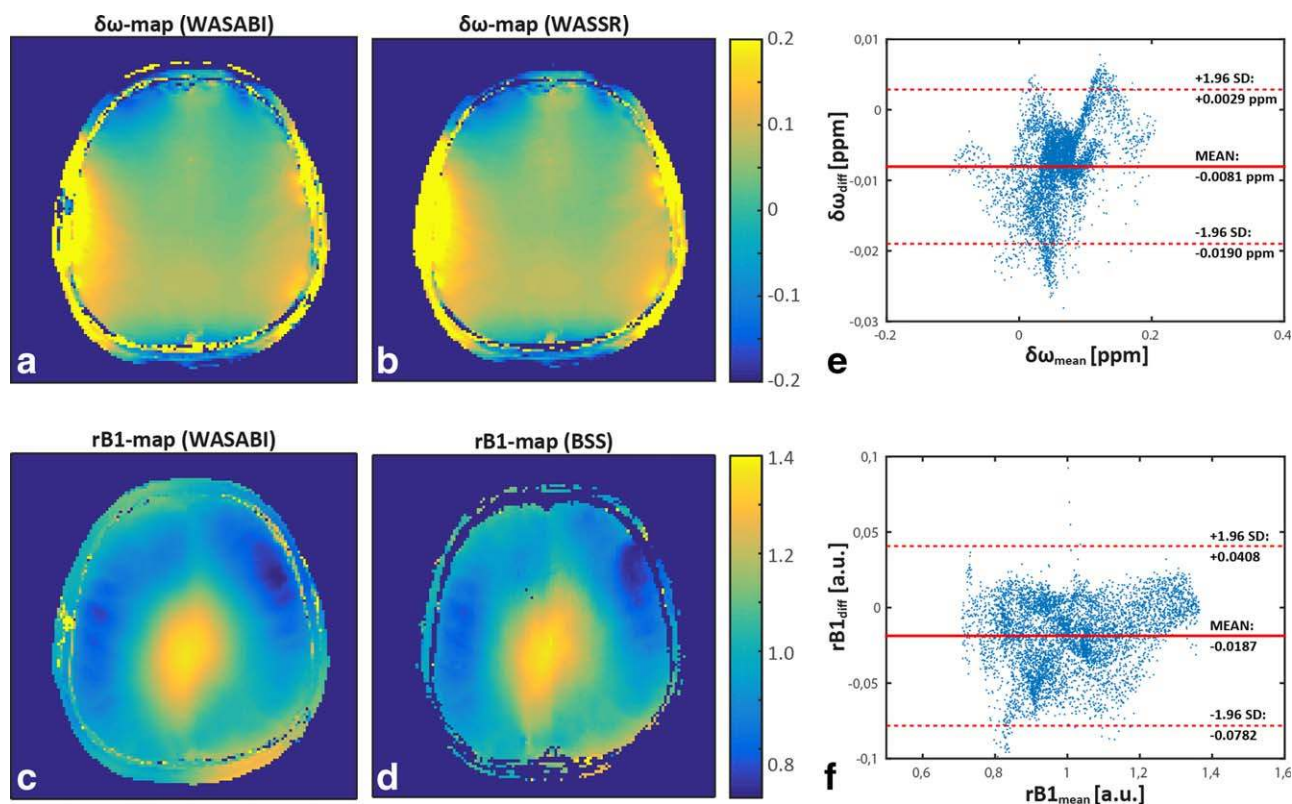 δω-map (WASABI)
δω-map (WASSR)
a
b
0.2
0.1
0
-0.1
-0.2
0,01
0
-0,01
-0,02
-0,03
δωdiff [ppm]
+1.96 SD:
+0.0029 ppm
MEAN:
-0.0081 ppm
-1.96 SD:
-0.0190 ppm
-0.2
0
0.2
0.4
δωmean [ppm]
e
rB1-map (WASABI)
rB1-map (BSS)
c
d
1.4
1.2
1.0
0.8
0,1
0,05
0
-0,05
-0,1
rB1diff [a.u.]
+1.96 SD:
+0.0408
MEAN:
-0.0187
-1.96 SD:
-0.0782
0,6
0,8
1
1,2
1,4
1,6
rB1mean [a.u.]
f